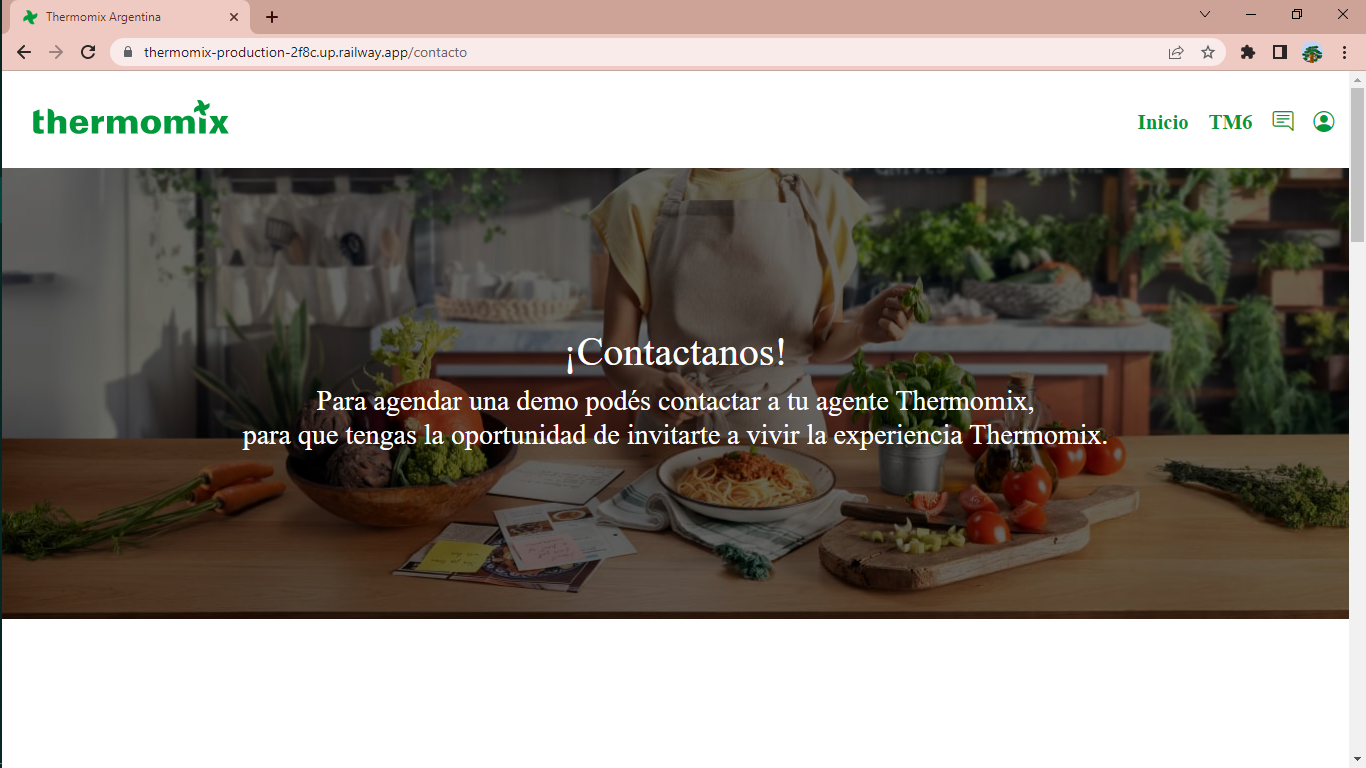 Thermomix Argentina
thermomix-production-2f8c.up.railway.app/contacto
thermomix
Inicio TM6
¡Contactanos!
Para agendar una demo podés contactar a tu agente Thermomix,
para que tengas la oportunidad de invitarte a vivir la experiencia Thermomix.